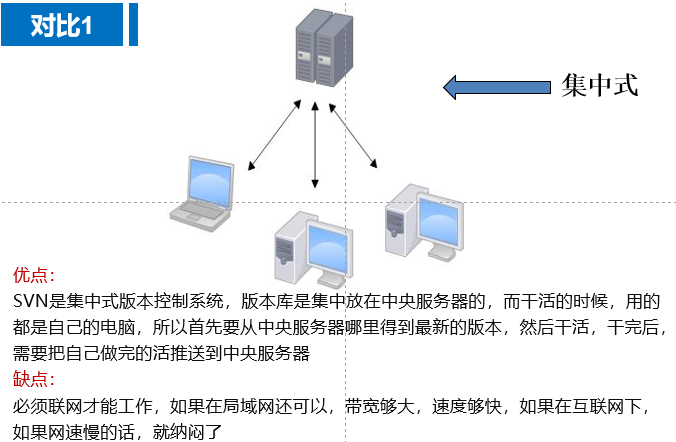 对比1
集中式
优点：
SVN是集中式版本控制系统，版本库是集中放在中央服务器的，而干活的时候，用的
都是自己的电脑，所以首先要从中央服务器哪里得到最新的版本，然后干活，干完后，
需要把自己做完的活推送到中央服务器
缺点：
必须联网才能工作，如果在局域网还可以，带宽够大，速度够快，如果在互联网下，
如果网速慢的话，就纳闷了